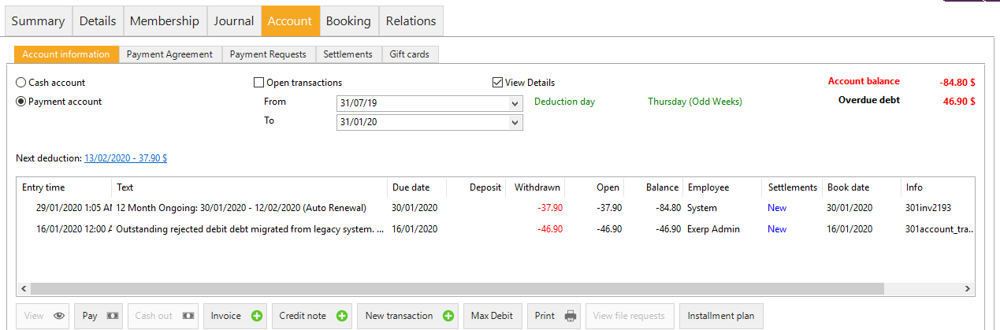 Summary Details Membership Journal Account Booking Relations
Account information Payment Agreement Payment Requests Settlements Gift cards
Cash account Open transactions View Details Account balance -84.80 $
Payment account From 31/07/19 Deduction day Thursday (Odd Weeks) Overdue debt 46.90 $
To 31/01/20
Next deduction: 13/02/2020 - 37.90 $
Entry time Text Due date Deposit Withdrawn Open Balance Employee Settlements Book date Info
29/01/2020 1:05 AM 12 Month Ongoing: 30/01/2020 - 12/02/2020 (Auto Renewal) 30/01/2020 -37.90 -37.90 -84.80 System New 30/01/2020 301inv2193
16/01/2020 12:00 A Outstanding rejected debit debt migrated from legacy system. ... 16/01/2020 -46.90 -46.90 -46.90 Exerp Admin New 16/01/2020 301account_tra...
View Pay Cash out Invoice Credit note New transaction Max Debit Print View file requests Installment plan